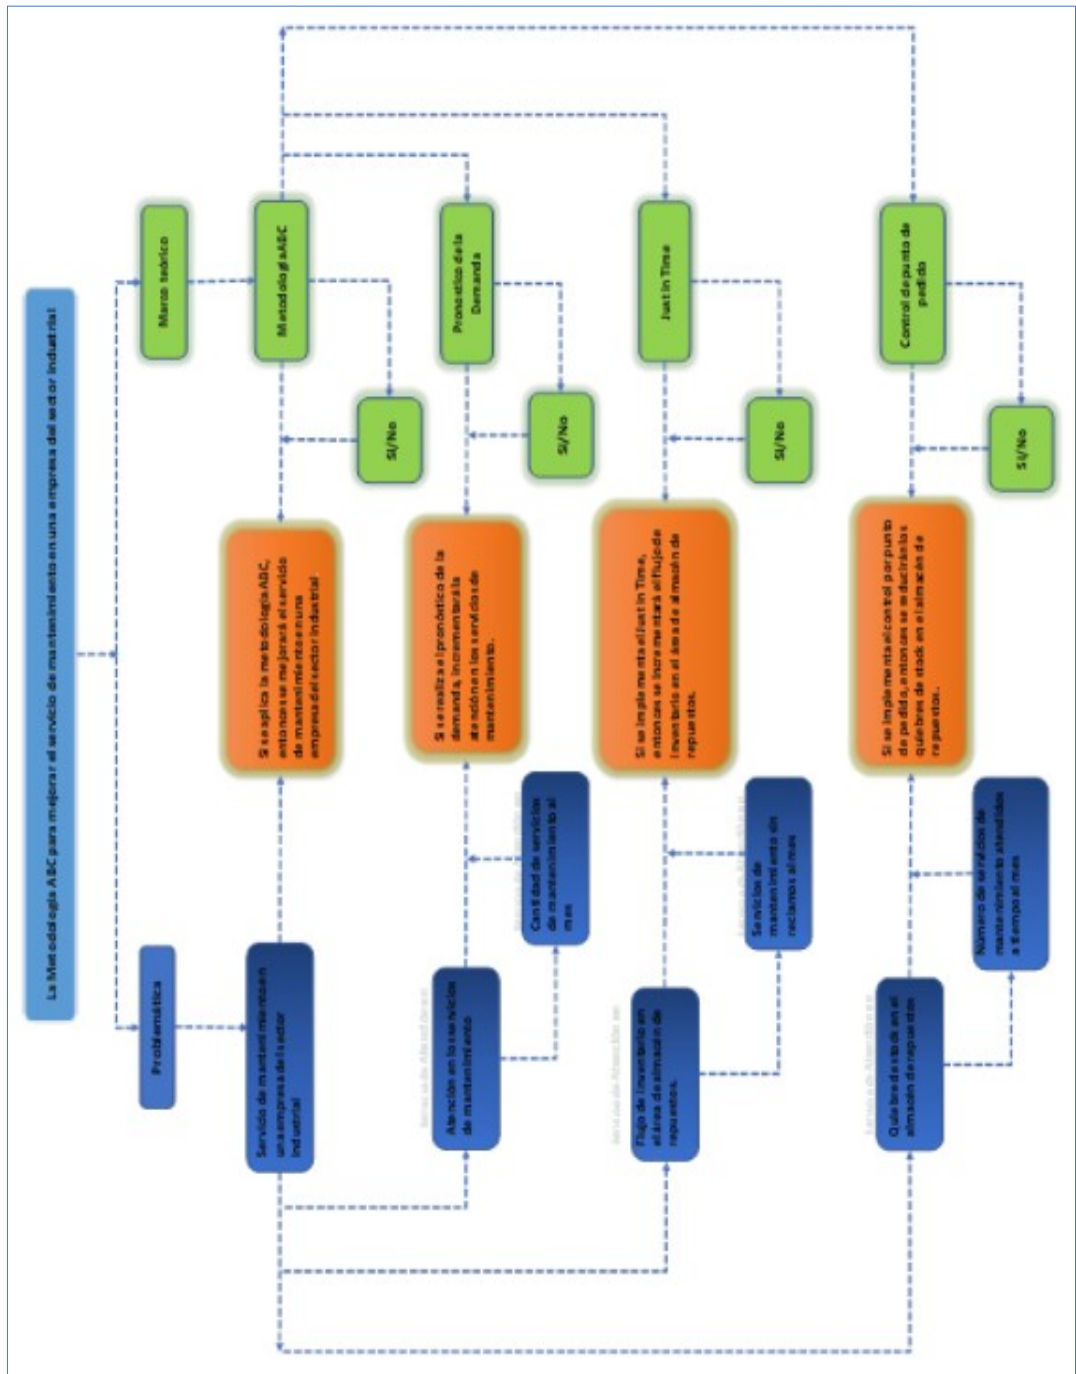 La Metodología ABC para mejorar el servicio de mantenimiento en una empresa del sector industrial
Problemática
Marco teórico
Servicio de mantenimiento en
una empresa del sector
industrial
Si se aplica la metodología ABC,
entonces se mejorará el servicio
de mantenimiento en una
empresa del sector industrial.
Metodología ABC
Si/No
Atención en los servicios
de mantenimiento
Cantidad de servicios
de mantenimiento al
mes
Si se realiza el pronóstico de la
demanda, incrementará la
atención en los servicios de
mantenimiento.
Pronóstico de la
Demanda
Si/No
Flujo de Inventario en
el área de almacén de
repuestos.
Servicios de
mantenimiento sin
reclamos al mes
Si se implementa el Just in Time,
entonces se incrementará el flujo de
inventario en el área de almacén de
repuestos.
Just in Time
Si/No
Quiebre de stock en el
almacén de repuestos
Número de servicios de
mantenimiento atendidos
a tiempo al mes
Si se implementa el control por punto
de pedido, entonces se reducirán los
quiebres de stock en el almacén de
repuestos.
Control de punto de
pedido
Si/No